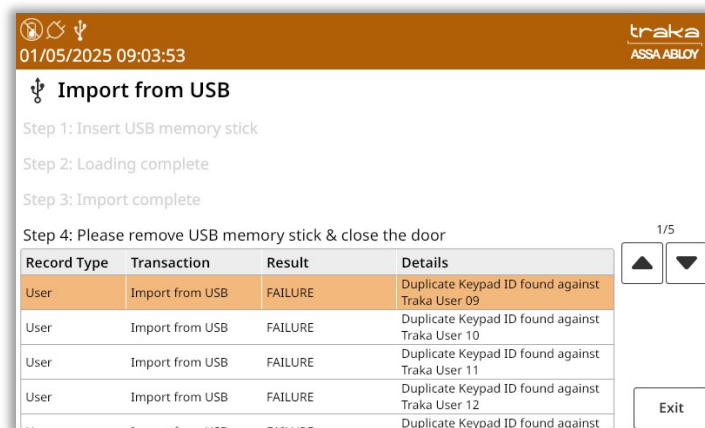 traka
01/05/2025 09:03:53
ASSA ABLOY
Import from USB
Step 1: Insert USB memory stick
Step 2: Loading complete
Step 3: Import complete
Step 4: Please remove USB memory stick & close the door
1/5
Record Type Transaction Result Details
User Import from USB FAILURE Duplicate Keypad ID found against
Traka User 09
User Import from USB FAILURE Duplicate Keypad ID found against
Traka User 10
User Import from USB FAILURE Duplicate Keypad ID found against
Traka User 11
User Import from USB FAILURE Duplicate Keypad ID found against
Traka User 12
Exit
Duplicate Keypad ID found against